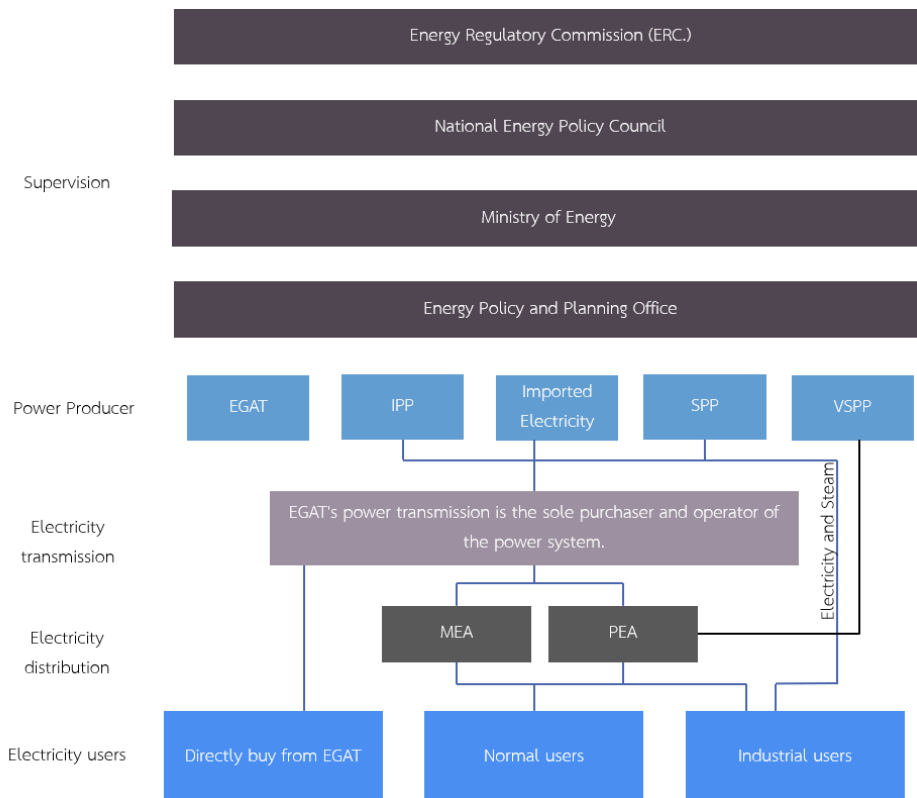 Energy Regulatory Commission (ERC.)
National Energy Policy Council
Supervision
Ministry of Energy
Energy Policy and Planning Office
Power Producer
EGAT
IPP
Imported
Electricity
SPP
VSPP
Electricity and Steam
Electricity
transmission
EGAT's power transmission is the sole purchaser and operator of
the power system.
Electricity
distribution
MEA
PEA
Electricity users
Directly buy from EGAT
Normal users
Industrial users